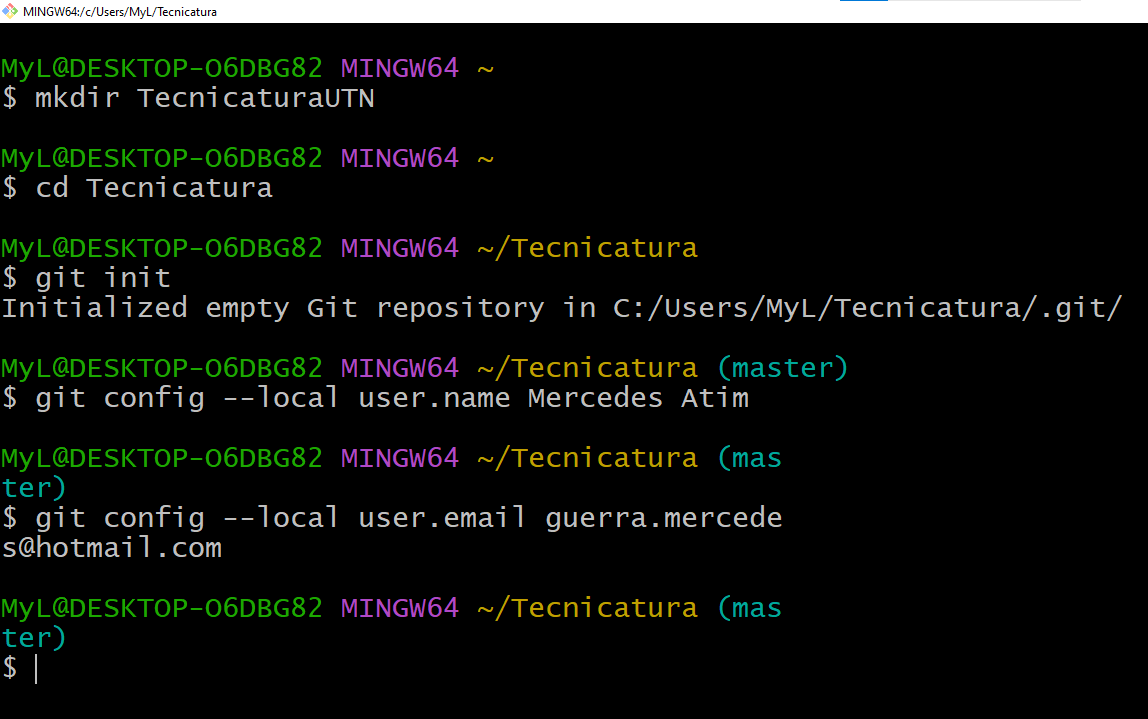 MINGW64:/c/Users/MyL/Tecnicatura
MyL@DESKTOP-O6DBG82 MINGW64 ~
$ mkdir TecnicaturaUTN
MyL@DESKTOP-O6DBG82 MINGW64 ~
$ cd Tecnicatura
MyL@DESKTOP-O6DBG82 MINGW64 ~/Tecnicatura
$ git init
Initialized empty Git repository in C:/Users/MyL/Tecnicatura/.git/
MyL@DESKTOP-O6DBG82 MINGW64 ~/Tecnicatura (master)
$ git config --local user.name Mercedes Atim
MyL@DESKTOP-O6DBG82 MINGW64 ~/Tecnicatura (mas
ter)
$ git config --local user.email guerra.mercede
s@hotmail.com
MyL@DESKTOP-O6DBG82 MINGW64 ~/Tecnicatura (mas
ter)
$